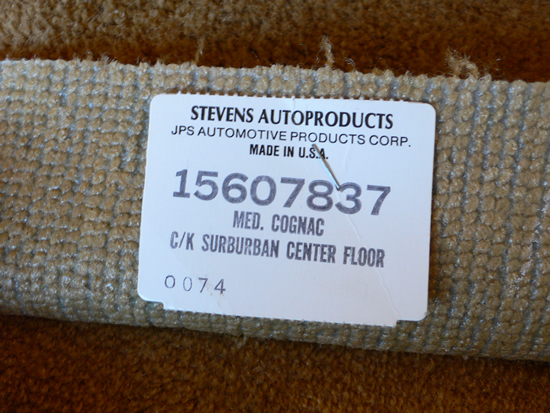 STEVENS AUTOPRODUCTS
JPS AUTOMOTIVE PRODUCTS CORP.
MADE IN U.S.A.
15607837
MED. COGNAC
C/K SURBURBAN CENTER FLOOR
0074